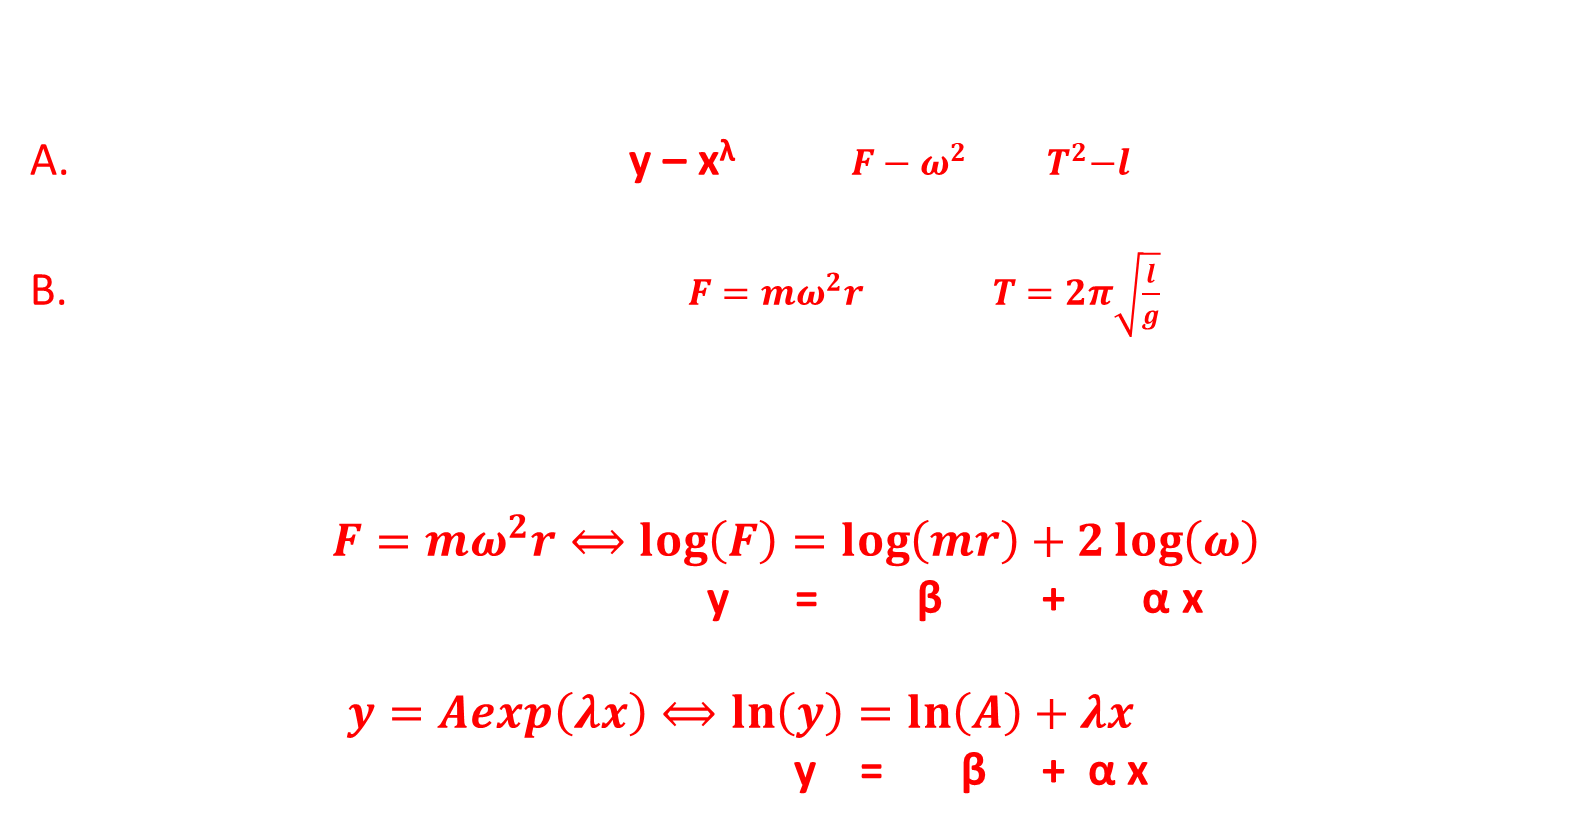 A. y – x^λ F – ω² T²–l
B. F = mω²r T = 2π√(l/g)
F = mω²r ⟺ log(F) = log(mr) + 2 log(ω)
y = β + α x
y = Aexp(λx) ⟺ ln(y) = ln(A) + λx
y = β + α x